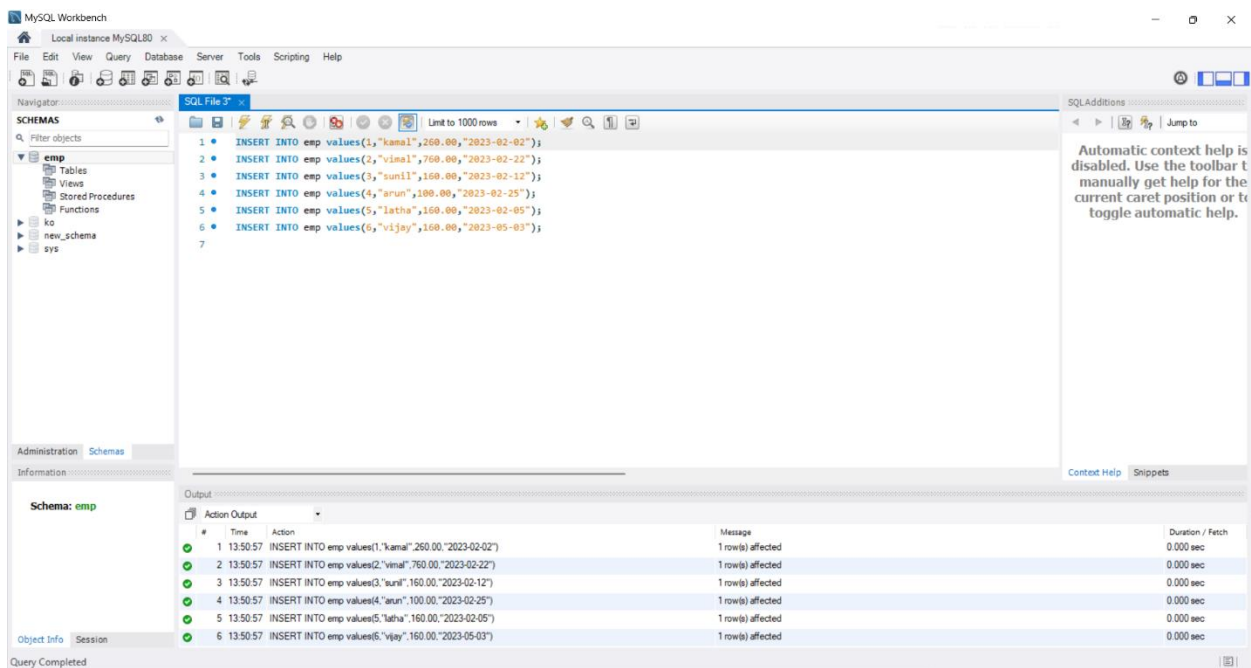 MySQL Workbench
Local instance MySQL80
File Edit View Query Database Server Tools Scripting Help
Navigator
SCHEMAS
Filter objects
emp
Tables
Views
Stored Procedures
Functions
ko
new_schema
sys
Administration Schemas
Information
Schema: emp
Object Info Session
SQL File 3*
Limit to 1000 rows
1 INSERT INTO emp values(1,"kamal",260.00,"2023-02-02");
2 INSERT INTO emp values(2,"vimal",760.00,"2023-02-22");
3 INSERT INTO emp values(3,"sunil",160.00,"2023-02-12");
4 INSERT INTO emp values(4,"arun",100.00,"2023-02-25");
5 INSERT INTO emp values(5,"latha",160.00,"2023-02-05");
6 INSERT INTO emp values(6,"vijay",160.00,"2023-05-03");
7
SQLAdditions
Jump to
Automatic context help is
disabled. Use the toolbar t
manually get help for the
current caret position or to
toggle automatic help.
Context Help Snippets
Output
Action Output
# Time Action Message Duration / Fetch
1 13:50:57 INSERT INTO emp values(1,"kamal",260.00,"2023-02-02") 1 row(s) affected 0.000 sec
2 13:50:57 INSERT INTO emp values(2,"vimal",760.00,"2023-02-22") 1 row(s) affected 0.000 sec
3 13:50:57 INSERT INTO emp values(3,"sunil",160.00,"2023-02-12") 1 row(s) affected 0.000 sec
4 13:50:57 INSERT INTO emp values(4,"arun",100.00,"2023-02-25") 1 row(s) affected 0.000 sec
5 13:50:57 INSERT INTO emp values(5,"latha",160.00,"2023-02-05") 1 row(s) affected 0.000 sec
6 13:50:57 INSERT INTO emp values(6,"vijay",160.00,"2023-05-03") 1 row(s) affected 0.000 sec
Query Completed